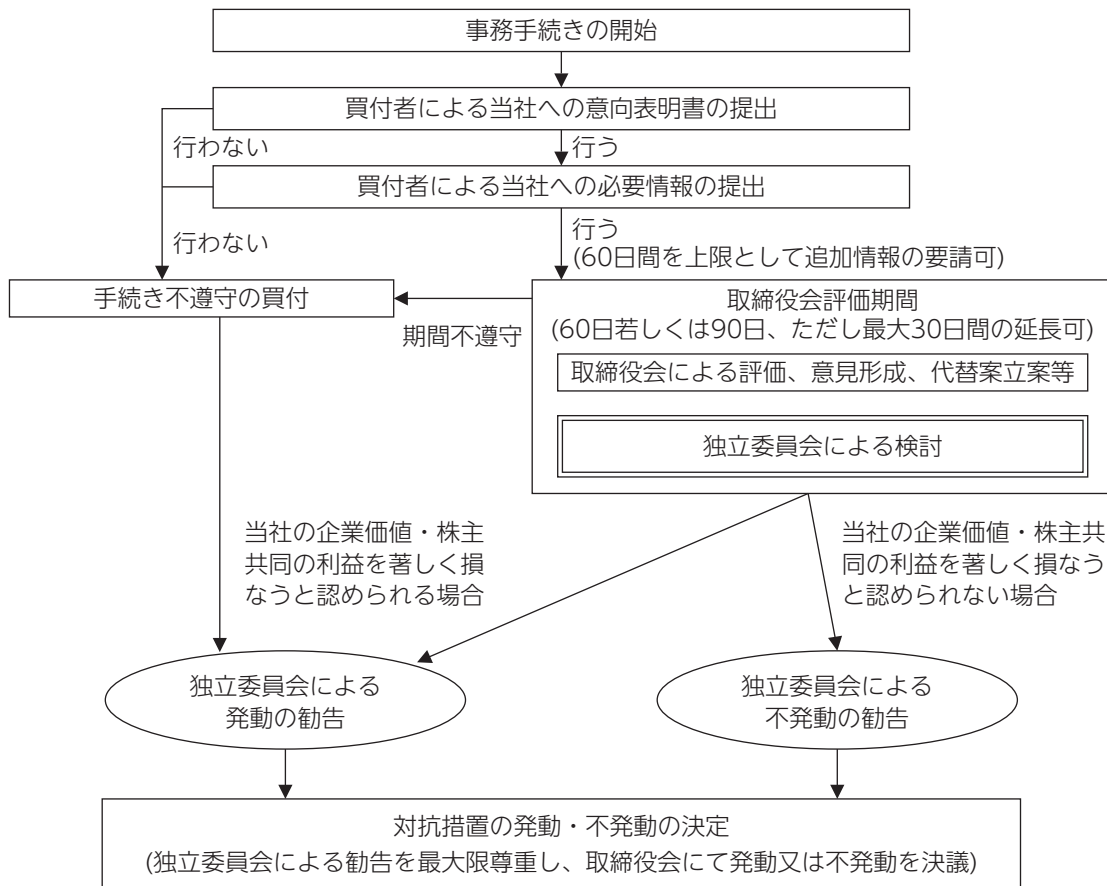 事務手続きの開始
買付者による当社への意向表明書の提出
行わない
行う
買付者による当社への必要情報の提出
行わない
行う
(60日間を上限として追加情報の要請可)
手続き不遵守の買付
期間不遵守
取締役会評価期間
(60日若しくは90日、ただし最大30日間の延長可)
取締役会による評価、意見形成、代替案立案等
独立委員会による検討
当社の企業価値・株主
共同の利益を著しく損
なうと認められる場合
当社の企業価値・株主共
同の利益を著しく損なう
と認められない場合
独立委員会による
発動の勧告
独立委員会による
不発動の勧告
対抗措置の発動・不発動の決定
(独立委員会による勧告を最大限尊重し、取締役会にて発動又は不発動を決議)